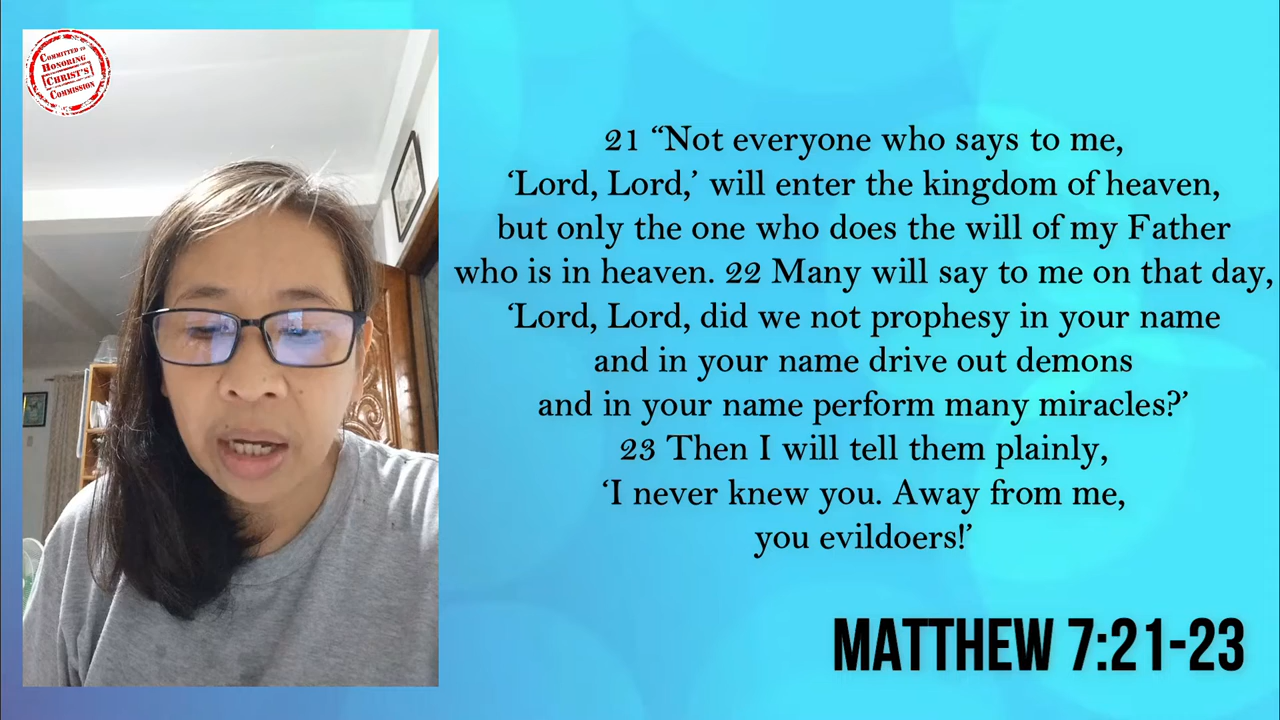 COMMITTED TO
HONORING
CHRIST'S
COMMISSION
21 “Not everyone who says to me,
‘Lord, Lord,’ will enter the kingdom of heaven,
but only the one who does the will of my Father
who is in heaven. 22 Many will say to me on that day,
‘Lord, Lord, did we not prophesy in your name
and in your name drive out demons
and in your name perform many miracles?’
23 Then I will tell them plainly,
‘I never knew you. Away from me,
you evildoers!’
MATTHEW 7:21-23